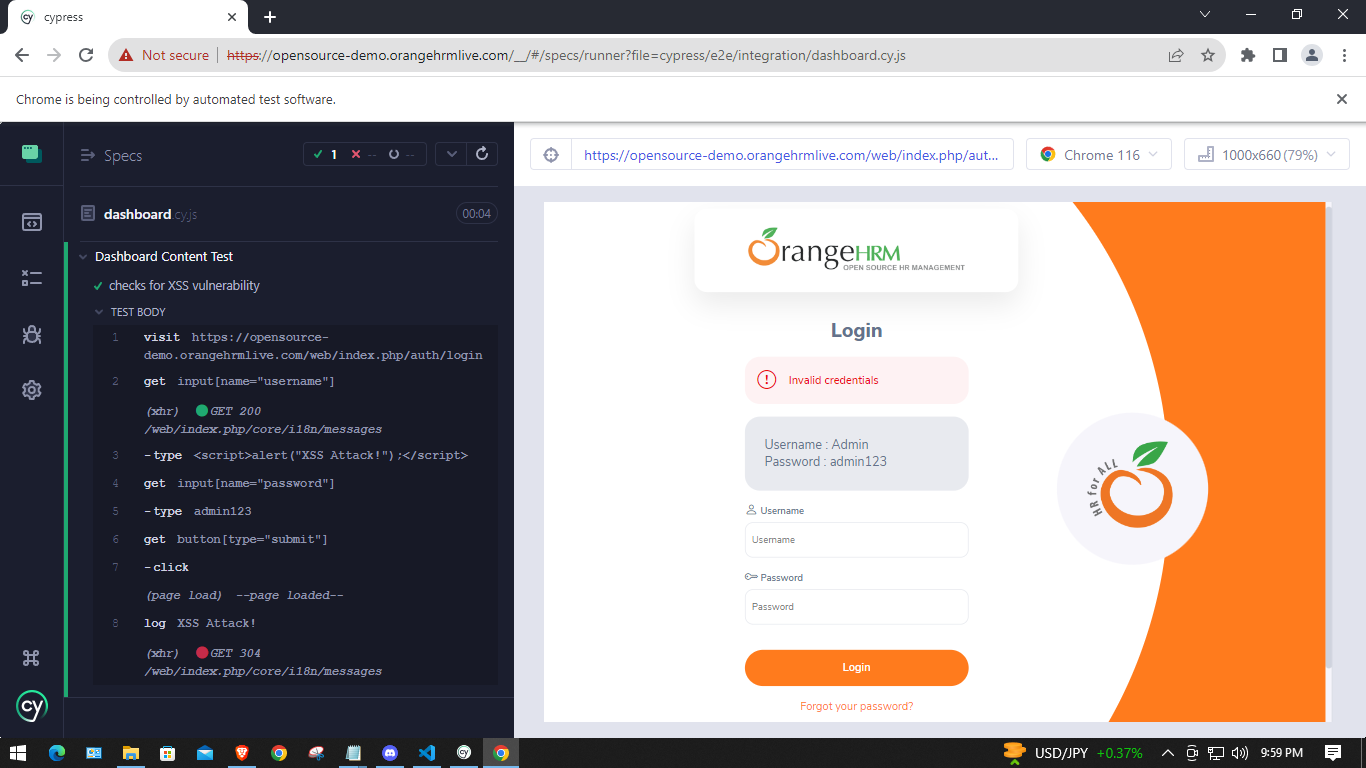 cypress
Not secure
https://opensource-demo.orangehrmlive.com/__/#/specs/runner?file=cypress/e2e/integration/dashboard.cy.js
Chrome is being controlled by automated test software.
Specs
1 -- --
dashboard.cy.js
00:04
Dashboard Content Test
checks for XSS vulnerability
TEST BODY
1 visit https://opensource-
demo.orangehrmlive.com/web/index.php/auth/login
2 get input[name="username"]
(xhr) GET 200
/web/index.php/core/i18n/messages
3 -type <script>alert("XSS Attack!");</script>
4 get input[name="password"]
5 -type admin123
6 get button[type="submit"]
7 -click
(page load) --page loaded--
8 log XSS Attack!
(xhr) GET 304
/web/index.php/core/i18n/messages
cy
https://opensource-demo.orangehrmlive.com/web/index.php/aut...
Chrome 116
1000x660 (79%)
OrangeHRM
OPEN SOURCE HR MANAGEMENT
Login
Invalid credentials
Username : Admin
Password : admin123
Username
Username
Password
Password
Login
Forgot your password?
HR for ALL
USD/JPY +0.37%
9:59 PM